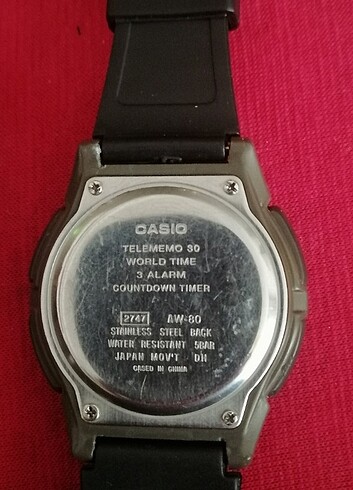 CASIO
TELEMEMO 30
WORLD TIME
3 ALARM
COUNTDOWN TIMER
2747 AW-80
STAINLESS STEEL BACK
WATER RESISTANT 5BAR
JAPAN MOV'T DH
CASED IN CHINA